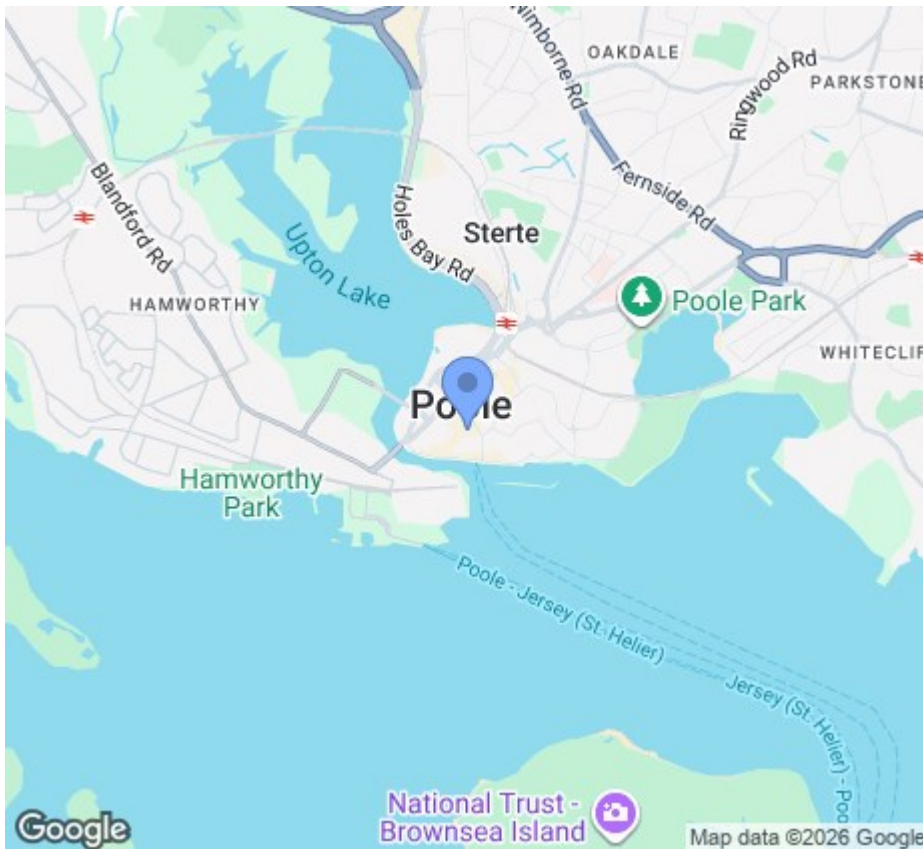 Wimborne Rd
OAKDALE
Ringwood Rd
PARKSTONE
Blandford Rd
Holes Bay Rd
Fernside Rd
Sterte
Upton Lake
HAMWORTHY
Poole Park
WHITECLIF
Poole
Hamworthy
Park
Poole - Jersey (St. Helier)
Jersey (St. Helier) - Poo
National Trust -
Brownsea Island
Google
Map data ©2026 Google